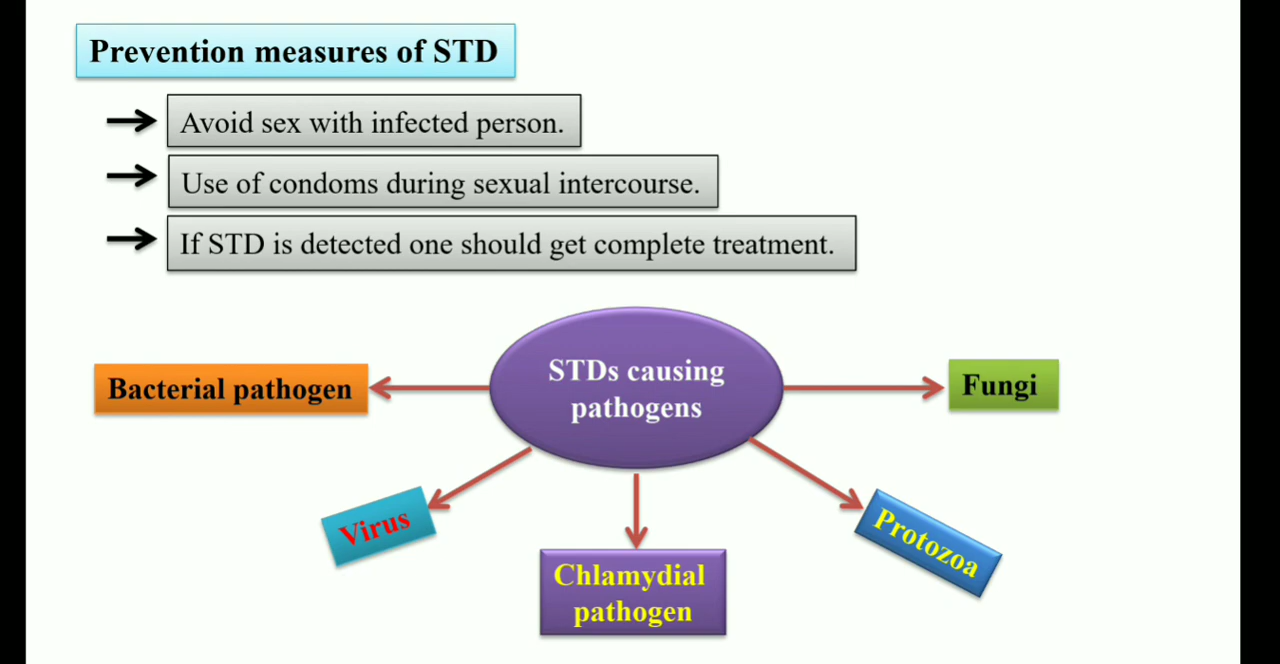 Prevention measures of STD
Avoid sex with infected person.
Use of condoms during sexual intercourse.
If STD is detected one should get complete treatment.
STDs causing
pathogens
Bacterial pathogen
Fungi
Virus
Chlamydial
pathogen
Protozoa